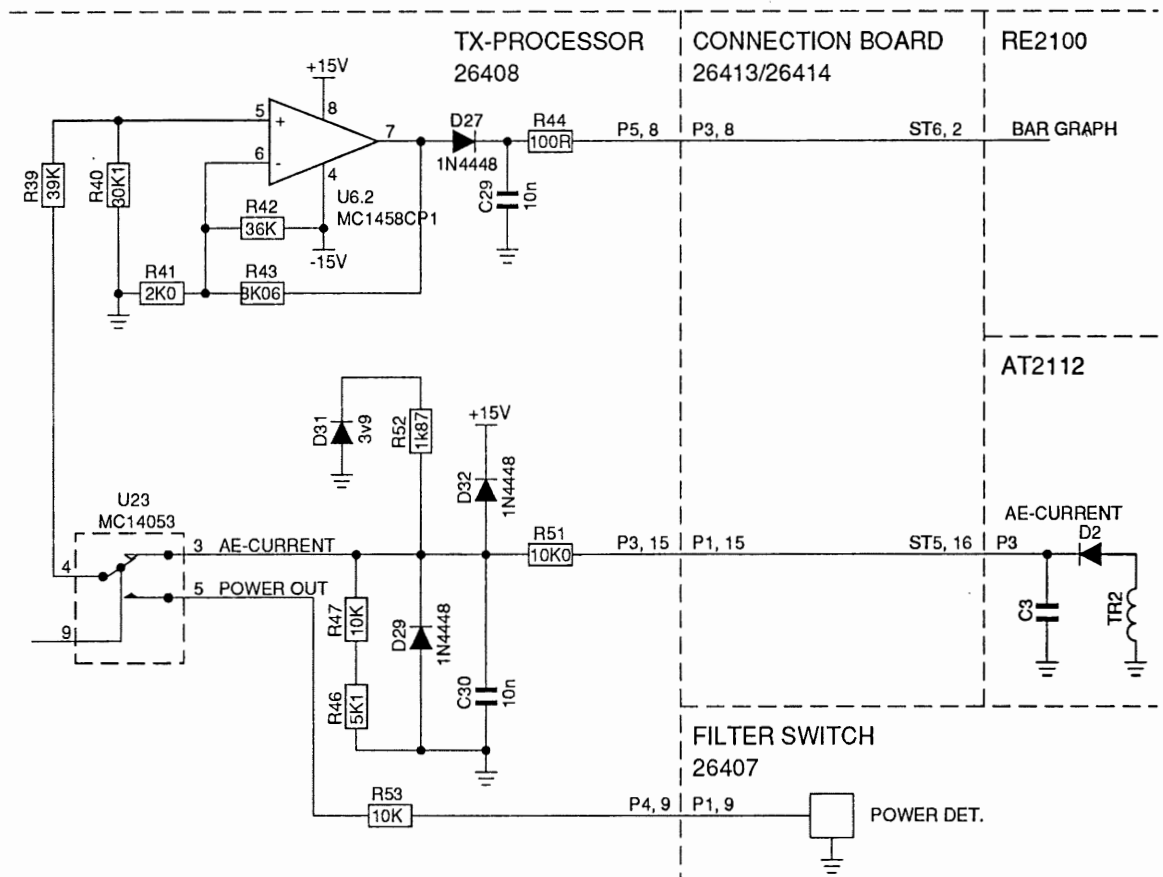 TX-PROCESSOR
26408
CONNECTION BOARD
26413/26414
RE2100
+15V
5
+
8
6
-
7
4
D27
1N4448
R44
100R
P5, 8
P3, 8
ST6, 2
BAR GRAPH
R39
39K
R40
30K1
C29
10n
U6.2
MC1458CP1
R42
36K
-15V
R41
2K0
R43
8K06
AT2112
D31
3v9
R52
1k87
+15V
D32
1N4448
U23
MC14053
3
AE-CURRENT
4
5
POWER OUT
9
R51
10K0
P3, 15
P1, 15
ST5, 16
P3
AE-CURRENT
D2
C3
TR2
R47
10K
D29
1N4448
R46
5K1
C30
10n
FILTER SWITCH
26407
R53
10K
P4, 9
P1, 9
POWER DET.